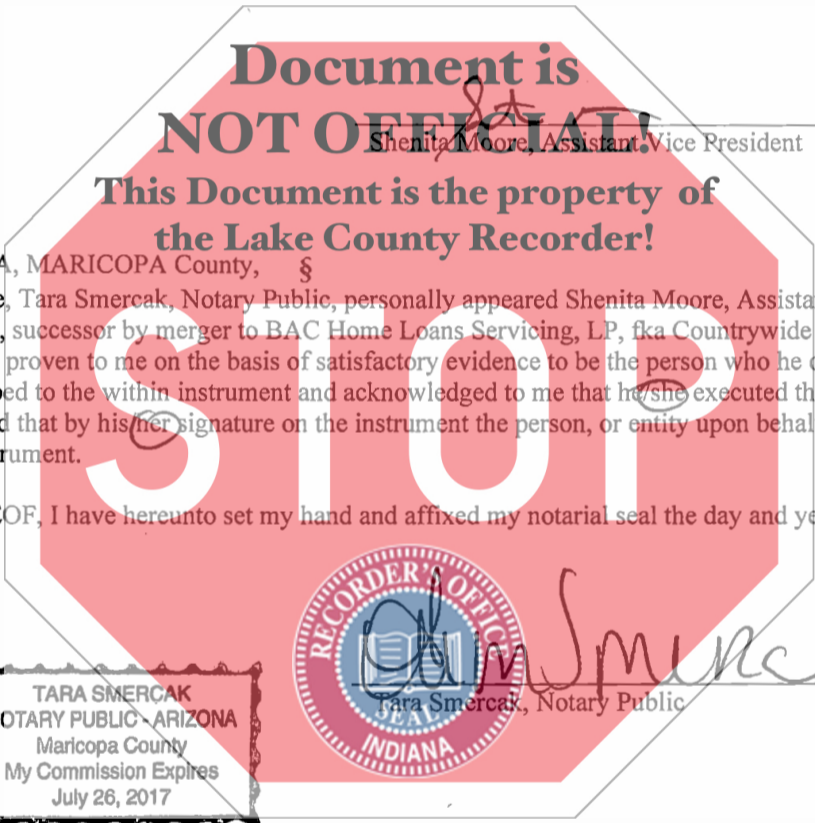 Document is
NOT OFFICIAL!
Shenita Moore, Assistant Vice President
This Document is the property of
the Lake County Recorder!
A, MARICOPA County, §
e, Tara Smercak, Notary Public, personally appeared Shenita Moore, Assista
, successor by merger to BAC Home Loans Servicing, LP, fka Countrywide
proven to me on the basis of satisfactory evidence to be the person who he
ed to the within instrument and acknowledged to me that he/she executed th
d that by his/her signature on the instrument the person, or entity upon behal
rument.
OF, I have hereunto set my hand and affixed my notarial seal the day and ye
STOP
RECORDER'S OFFICE
SEAL
INDIANA
Tara Smercak, Notary Public
TARA SMERCAK
OTARY PUBLIC - ARIZONA
Maricopa County
My Commission Expires
July 26, 2017